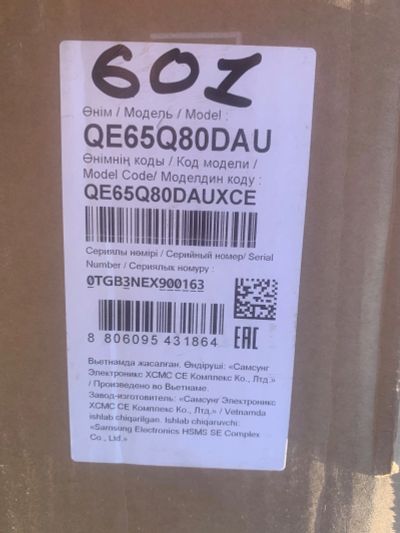 601
Өнім / Модель / Model :
QE65Q80DAU
Өнімнің коды / Код модели /
Model Code/ Моделдин коду :
QE65Q80DAUXCE
Сериялы нөмірі / Серийный номер/ Serial
Number / Сериялык номуру :
0TGB3NEX900163
8 806095 431864
EAC
Вьетнамда жасалған. Өндіруші: «Самсунг
Электроникс ХСМС СЕ Комплекс Ко., Лтд.»
/ Произведено во Вьетнаме.
Завод-изготовитель: «Самсунг Электроникс
ХСМС СЕ Комплекс Ко., Лтд.» / Vetnamda
ishlab chiqarilgan. Ishlab chiqaruvchi:
«Samsung Electronics HSMS SE Complex
Co., Ltd.»